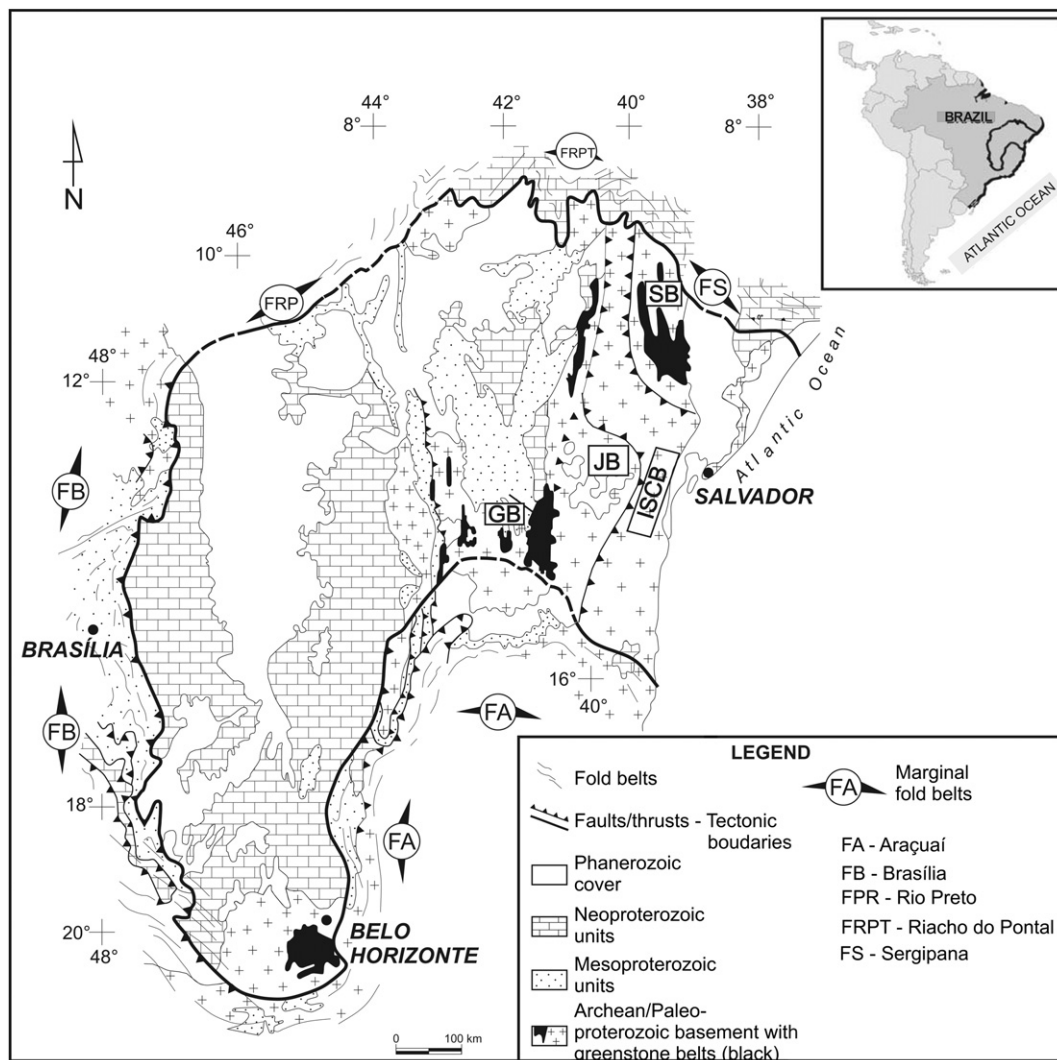 44°
42°
40°
38°
8°
8°
BRAZIL
ATLANTIC OCEAN
N
FRPT
46°
10°
FRP
SB
FS
48°
12°
Atlantic Ocean
FB
JB
ISCB
SALVADOR
GB
BRASÍLIA
16°
40°
FB
FA
FA
18°
20°
48°
BELO
HORIZONTE
0 100 km
LEGEND
Fold belts
Faults/thrusts - Tectonic
boudaries
Phanerozoic
cover
Neoproterozoic
units
Mesoproterozoic
units
Archean/Paleo-
proterozoic basement with
greenstone belts (black)
FA
Marginal
fold belts
FA - Araçuaí
FB - Brasília
FPR - Rio Preto
FRPT - Riacho do Pontal
FS - Sergipana